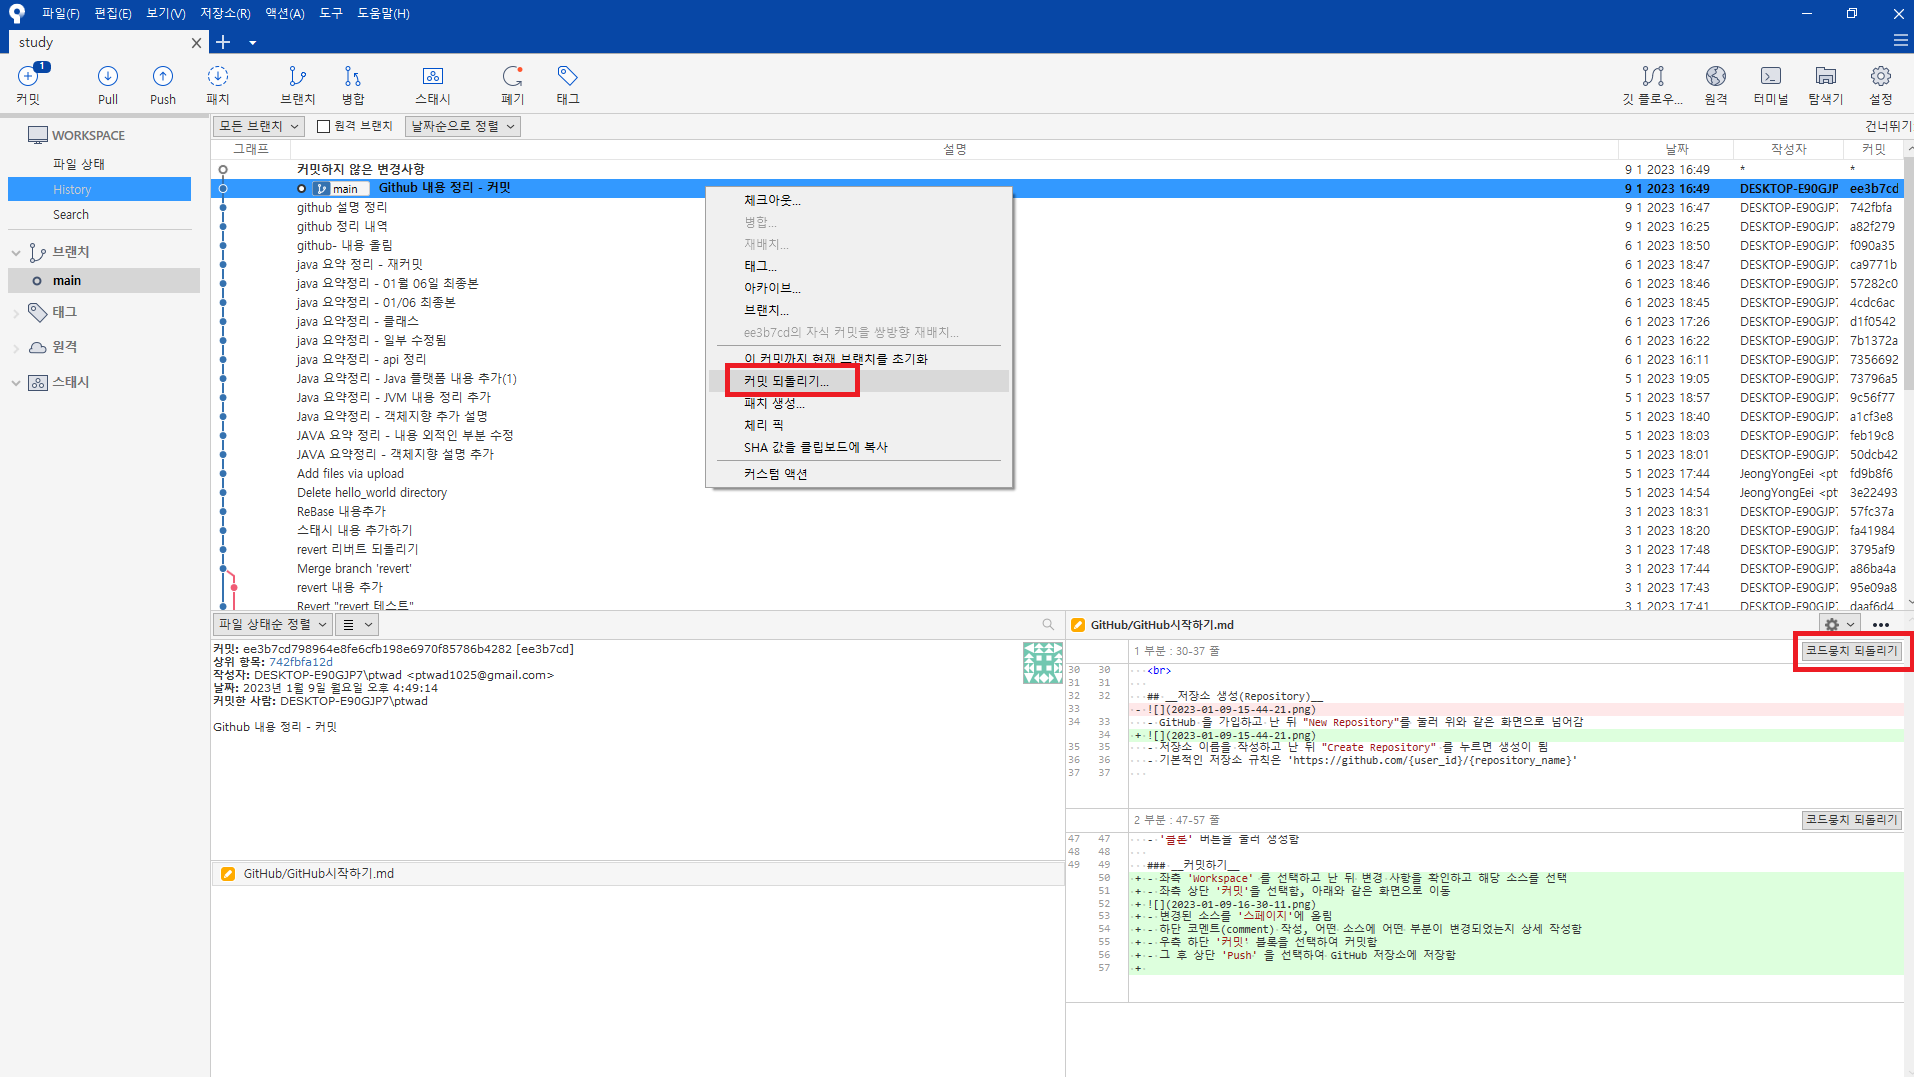 파일(F) 편집(E) 보기(V) 저장소(R) 액션(A) 도구 도움말(H)
study
1
커밋 Pull Push 패치 브랜치 병합 스태시 폐기 태그 깃 플로우... 원격 터미널 탐색기 설정
WORKSPACE
파일 상태
History
Search
브랜치
main
태그
원격
스태시
모든 브랜치 원격 브랜치 날짜순으로 정렬 건너뛰기
그래프 설명 날짜 작성자 커밋
커밋하지 않은 변경사항 9 1 2023 16:49 * *
main Github 내용 정리 - 커밋 9 1 2023 16:49 DESKTOP-E90GJP ee3b7cd
github 설명 정리 9 1 2023 16:47 DESKTOP-E90GJP7 742fbfa
github 정리 내역 9 1 2023 16:25 DESKTOP-E90GJP7 a82f279
github- 내용 올림 6 1 2023 18:50 DESKTOP-E90GJP7 f090a35
java 요약 정리 - 재커밋 6 1 2023 18:47 DESKTOP-E90GJP7 ca9771b
java 요약정리 - 01월 06일 최종본 6 1 2023 18:46 DESKTOP-E90GJP7 57282c0
java 요약정리 - 01/06 최종본 6 1 2023 18:45 DESKTOP-E90GJP7 4cdc6ac
java 요약정리 - 클래스 6 1 2023 17:26 DESKTOP-E90GJP7 d1f0542
java 요약정리 - 일부 수정됨 6 1 2023 16:22 DESKTOP-E90GJP7 7b1372a
java 요약정리 - api 정리 6 1 2023 16:11 DESKTOP-E90GJP7 7356692
Java 요약정리 - Java 플랫폼 내용 추가(1) 5 1 2023 19:05 DESKTOP-E90GJP7 73796a5
Java 요약정리 - JVM 내용 정리 추가 5 1 2023 18:57 DESKTOP-E90GJP7 9c56f77
Java 요약정리 - 객체지향 추가 설명 5 1 2023 18:40 DESKTOP-E90GJP7 a1cf3e8
JAVA 요약 정리 - 내용 외적인 부분 수정 5 1 2023 18:03 DESKTOP-E90GJP7 feb19c8
JAVA 요약정리 - 객체지향 설명 추가 5 1 2023 18:01 DESKTOP-E90GJP7 50dcb42
Add files via upload 5 1 2023 17:44 JeongYongEei <pt fd9b8f6
Delete hello_world directory 5 1 2023 14:54 JeongYongEei <pt 3e22493
ReBase 내용추가 3 1 2023 18:31 DESKTOP-E90GJP7 57fc37a
스태시 내용 추가하기 3 1 2023 18:20 DESKTOP-E90GJP7 fa41984
revert 리버트 되돌리기 3 1 2023 17:48 DESKTOP-E90GJP7 3795af9
Merge branch 'revert' 3 1 2023 17:44 DESKTOP-E90GJP7 a86ba4a
revert 내용 추가 3 1 2023 17:43 DESKTOP-E90GJP7 95e09a8
Revert "revert 테스트" 3 1 2023 17:41 DESKTOP-E90GJP7 daaf6d4
체크아웃...
병합...
재배치...
태그...
아카이브...
브랜치...
ee3b7cd의 자식 커밋을 쌍방향 재배치...
이 커밋까지 현재 브랜치를 초기화
커밋 되돌리기...
패치 생성...
체리 픽
SHA 값을 클립보드에 복사
커스텀 액션
파일 상태순 정렬
커밋: ee3b7cd798964e8fe6cfb198e6970f85786b4282 [ee3b7cd]
상위 항목: 742fbfa12d
작성자: DESKTOP-E90GJP7\ptwad <ptwad1025@gmail.com>
날짜: 2023년 1월 9일 월요일 오후 4:49:14
커밋한 사람: DESKTOP-E90GJP7\ptwad
Github 내용 정리 - 커밋
GitHub/GitHub시작하기.md
GitHub/GitHub시작하기.md
1 부분 : 30-37 줄 코드뭉치 되돌리기
30 30 <br>
31 31
32 32 ## __저장소 생성(Repository)__
33 - ![](2023-01-09-15-44-21.png)
34 33 - GitHub 을 가입하고 난 뒤 "New Repository"를 눌러 위와 같은 화면으로 넘어감
34 + ![](2023-01-09-15-44-21.png)
35 35 - 저장소 이름을 작성하고 난 뒤 "Create Repository" 를 누르면 생성이 됨
36 36 - 기본적인 저장소 규칙은 'https://github.com/{user_id}/{repository_name}'
37 37
2 부분 : 47-57 줄 코드뭉치 되돌리기
47 47 - '클론' 버튼을 눌러 생성함
48 48
49 49 ### __커밋하기__
50 + - 좌측 'Workspace' 를 선택하고 난 뒤 변경 사항을 확인하고 해당 소스를 선택
51 + - 좌측 상단 '커밋'을 선택함, 아래와 같은 화면으로 이동
52 + ![](2023-01-09-16-30-11.png)
53 + - 변경된 소스를 '스페이지'에 올림
54 + - 하단 코멘트(comment) 작성, 어떤 소스에 어떤 부분이 변경되었는지 상세 작성함
55 + - 우측 하단 '커밋' 블록을 선택하여 커밋함
56 + - 그 후 상단 'Push' 을 선택하여 GitHub 저장소에 저장함
57 +